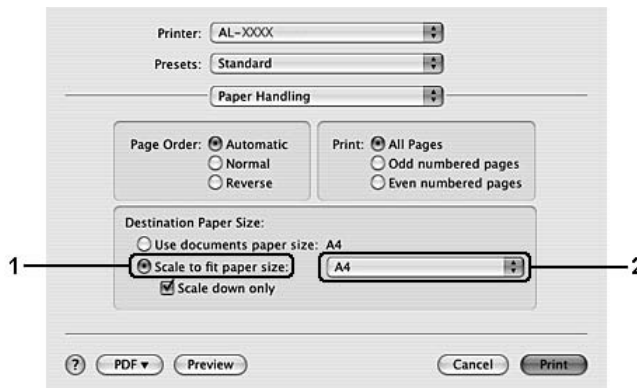 Printer: AL-XXXX
Presets: Standard
Paper Handling
Page Order: Automatic Print: All Pages
Normal Odd numbered pages
Reverse Even numbered pages
Destination Paper Size:
Use documents paper size: A4
1 Scale to fit paper size: A4 2
Scale down only
? PDF Preview Cancel Print